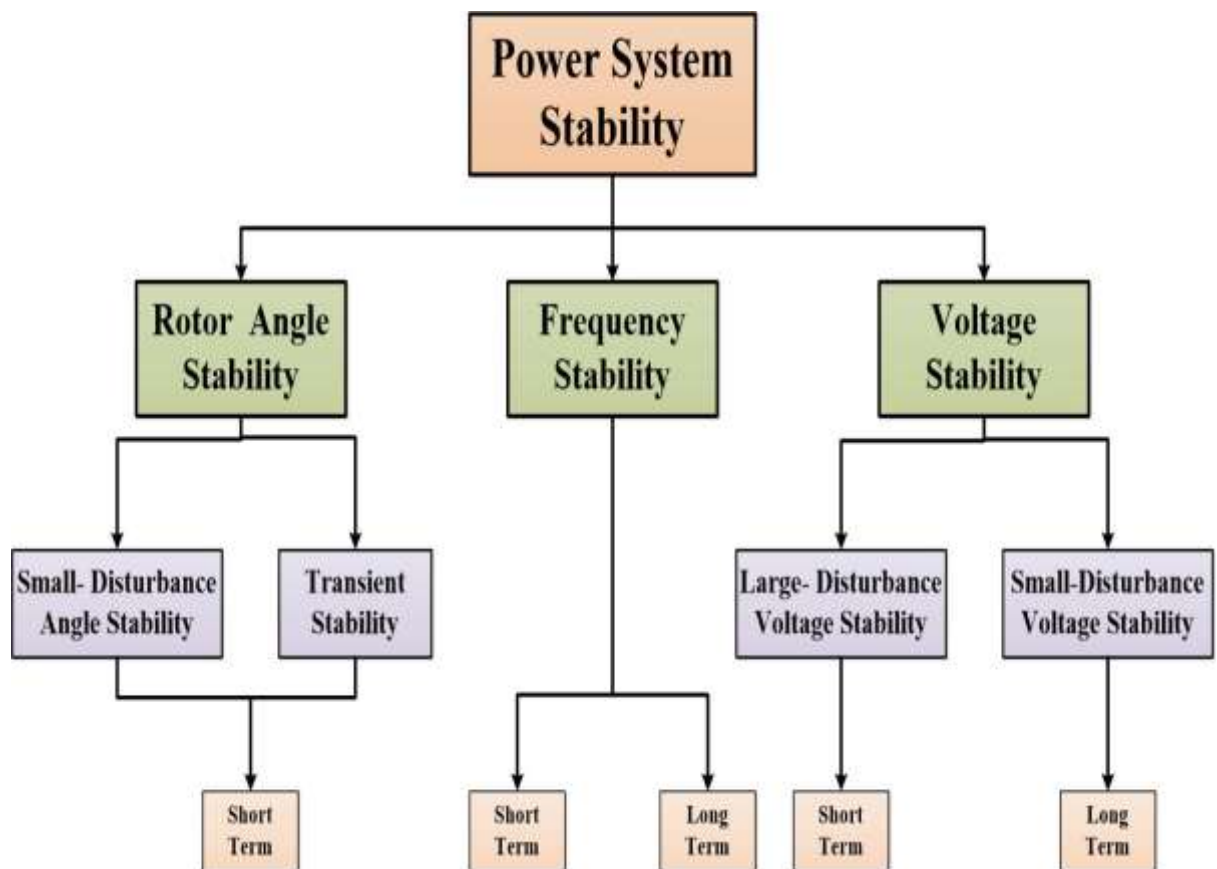 Power System
Stability
Rotor Angle
Stability
Frequency
Stability
Voltage
Stability
Small- Disturbance
Angle Stability
Transient
Stability
Large- Disturbance
Voltage Stability
Small-Disturbance
Voltage Stability
Short
Term
Short
Term
Long
Term
Short
Term
Long
Term